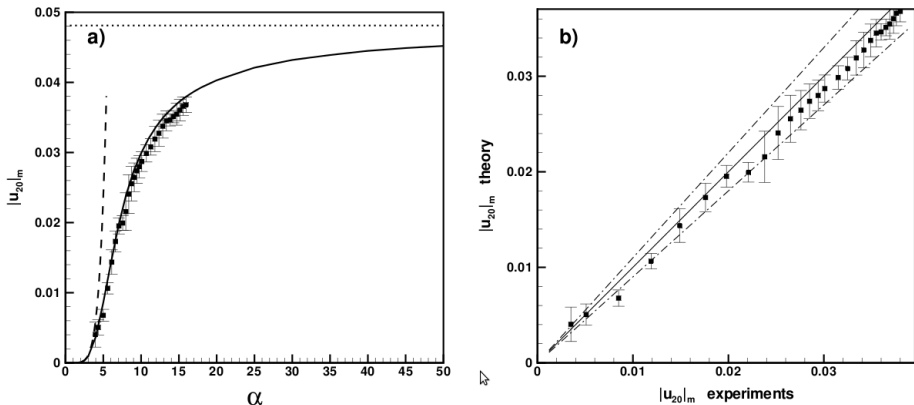 a)
0.05
0.04
0.03
0.02
0.01
0
|u₂₀|ₘ
0 5 10 15 20 25 30 35 40 45 50
α
b)
0.03
0.02
0.01
0
|u₂₀|ₘ theory
0 0.01 0.02 0.03
|u₂₀|ₘ experiments